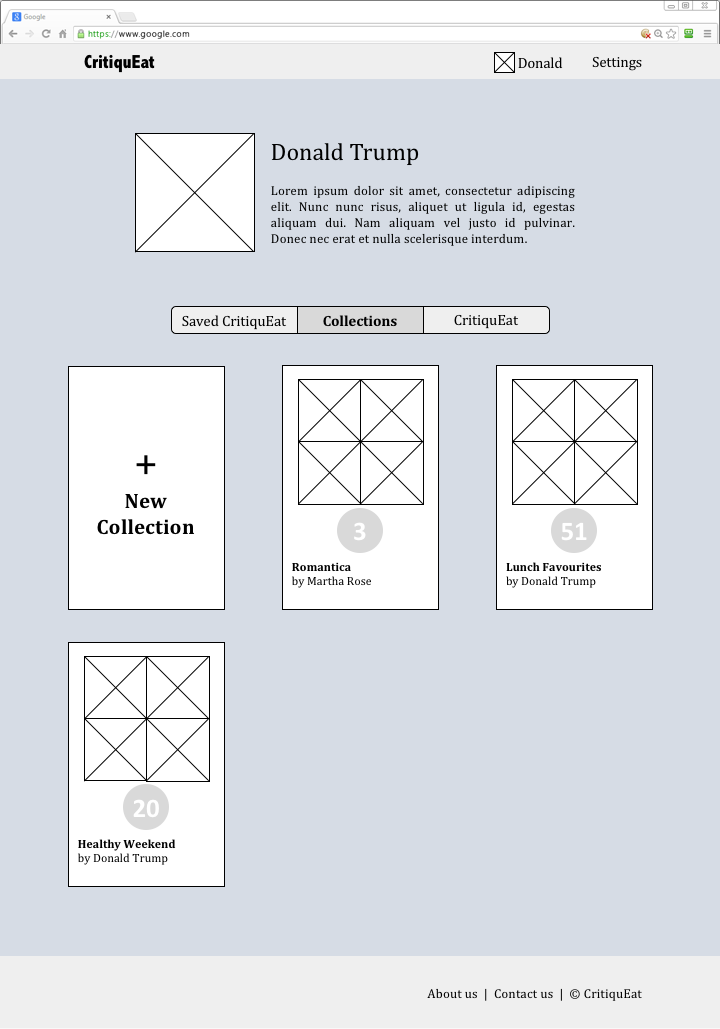 Google
https://www.google.com
CritiquEat
Donald
Settings
Donald Trump
Lorem ipsum dolor sit amet, consectetur adipiscing
elit. Nunc nunc risus, aliquet ut ligula id, egestas
aliquam dui. Nam aliquam vel justo id pulvinar.
Donec nec erat et nulla scelerisque interdum.
Saved CritiquEat
Collections
CritiquEat
+
New
Collection
3
Romantica
by Martha Rose
51
Lunch Favourites
by Donald Trump
20
Healthy Weekend
by Donald Trump
About us | Contact us | © CritiquEat